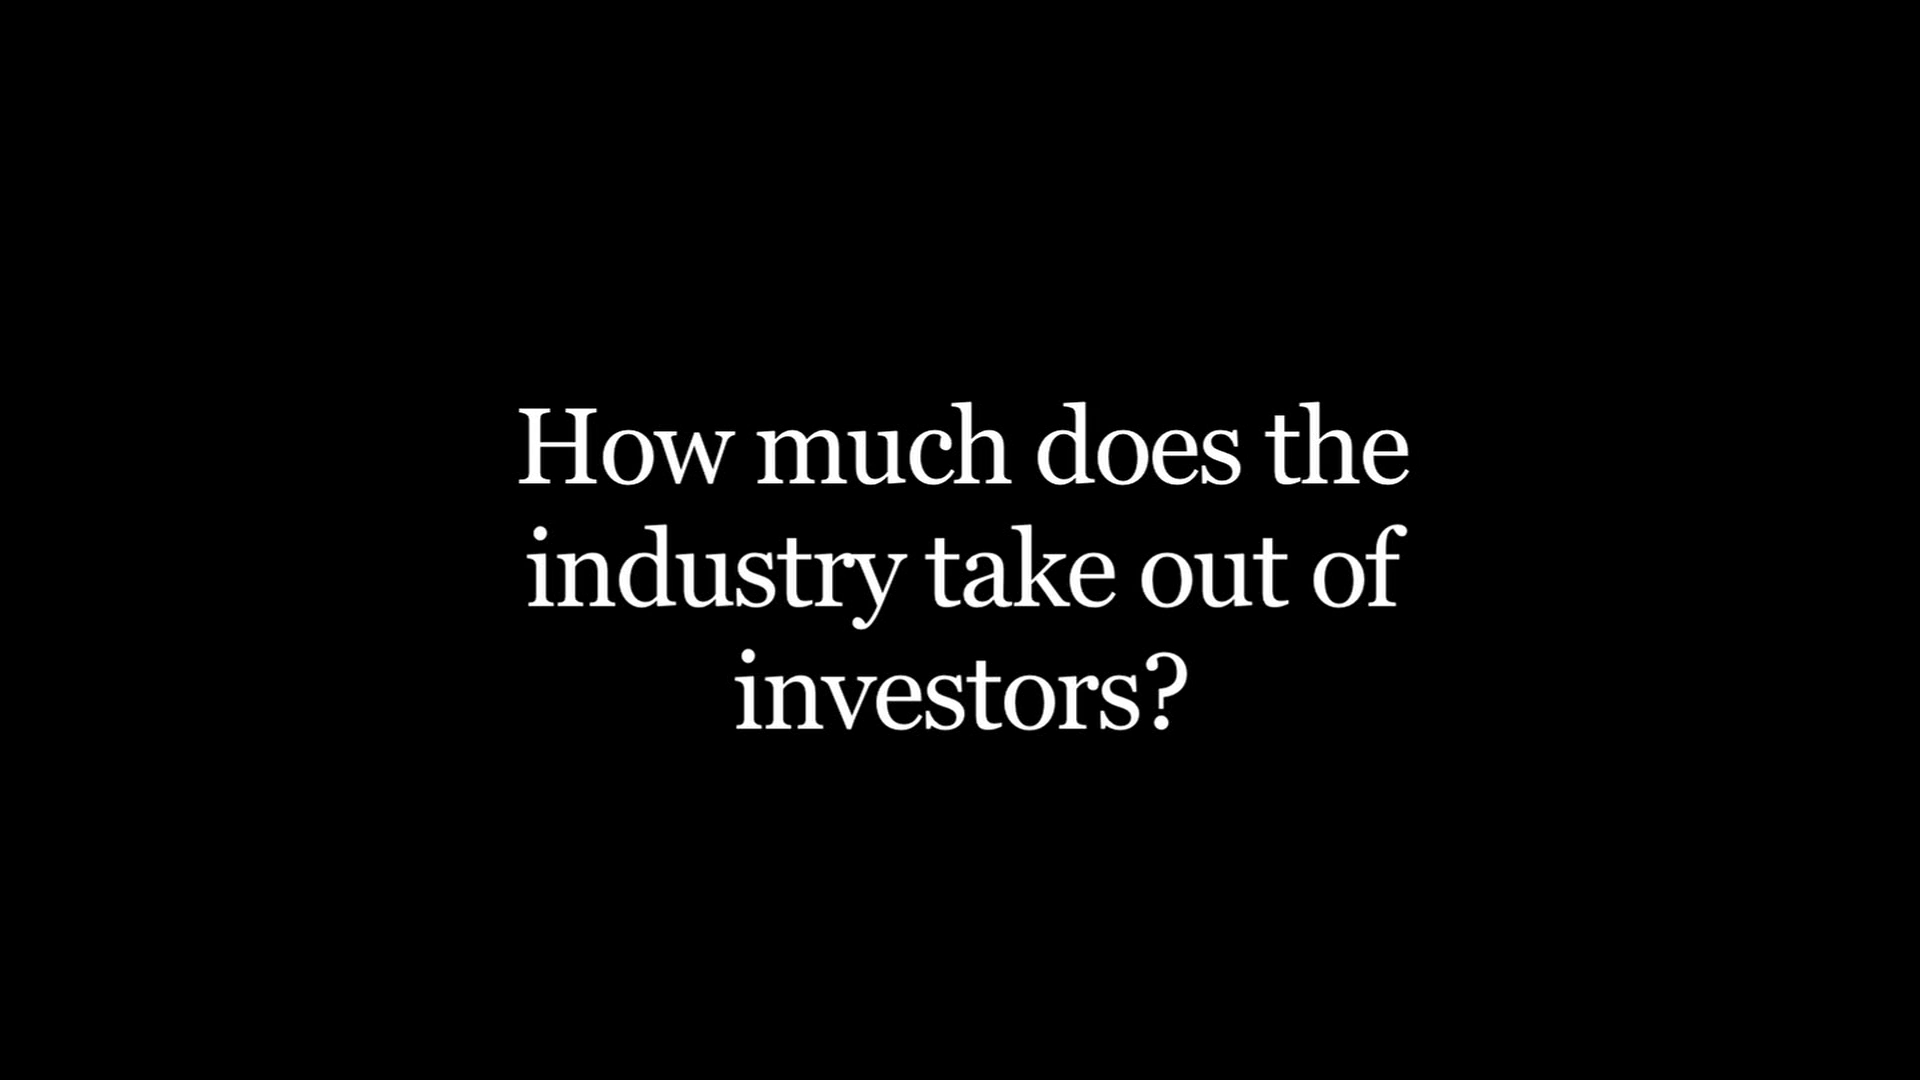 How much does the
industry take out of
investors?